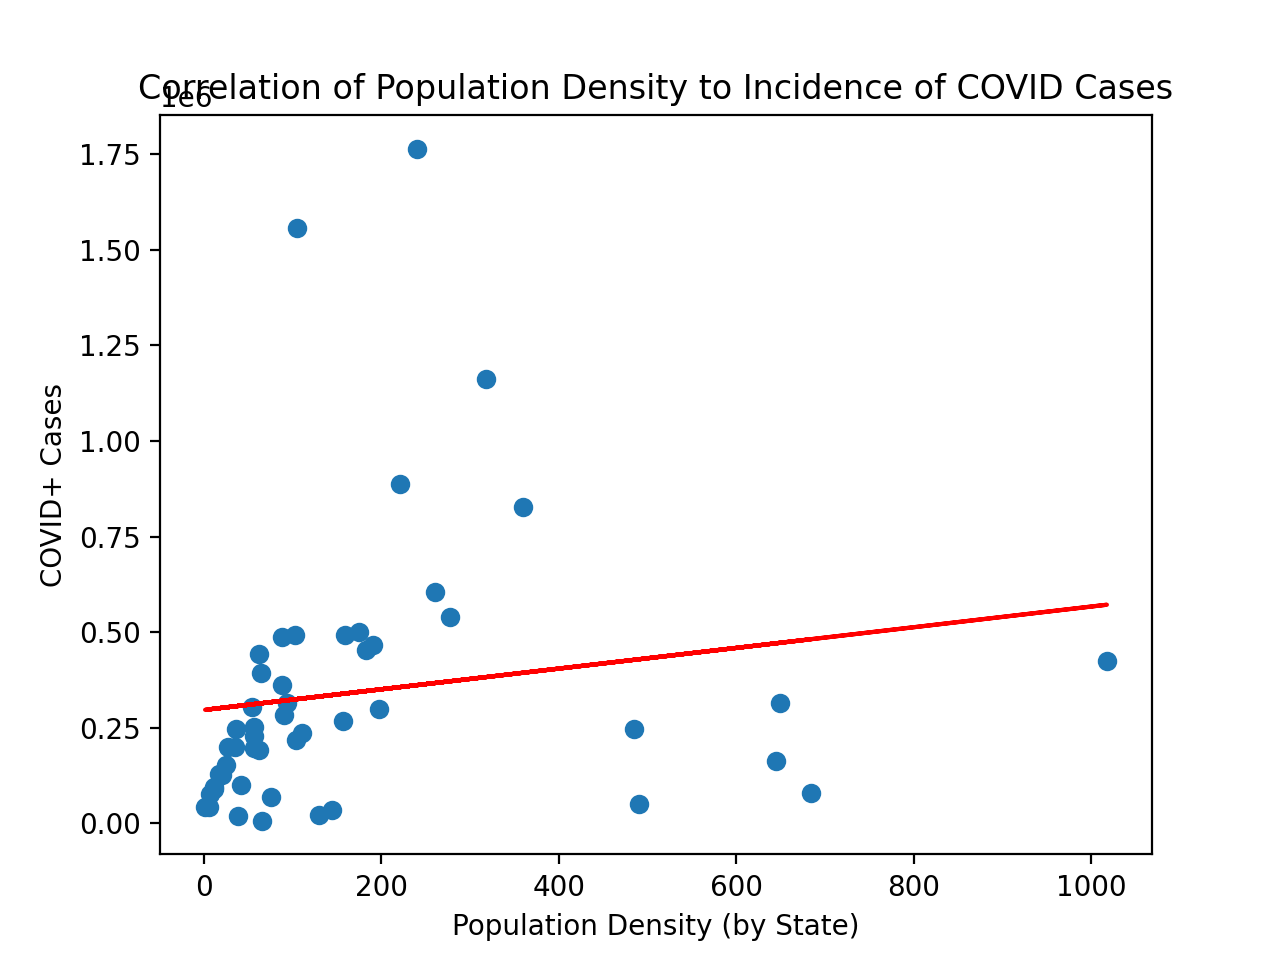 Correlation of Population Density to Incidence of COVID Cases
1e6
1.75
1.50
1.25
1.00
0.75
0.50
0.25
0.00
COVID+ Cases
0 200 400 600 800 1000
Population Density (by State)